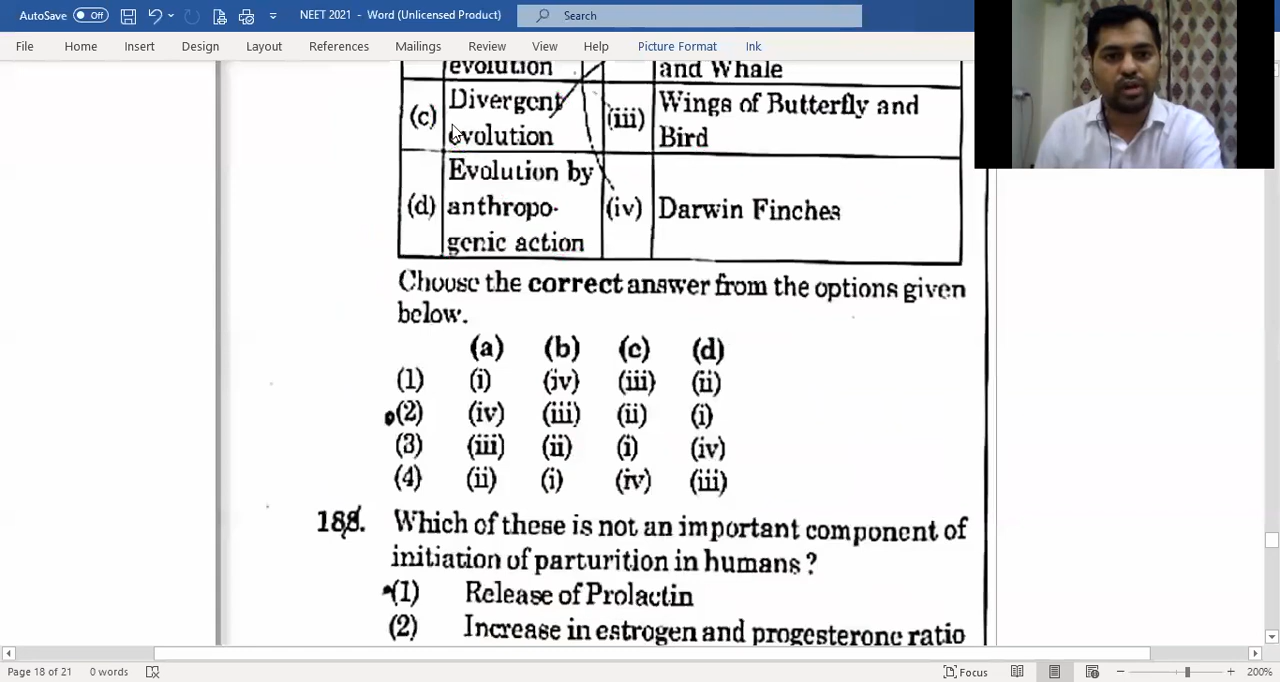 AutoSave Off NEET 2021 - Word (Unlicensed Product) Search
File Home Insert Design Layout References Mailings Review View Help Picture Format Ink
evolution and Whale
(c) Divergent evolution (iii) Wings of Butterfly and Bird
(d) Evolution by anthropo- genic action (iv) Darwin Finches
Choose the correct answer from the options given
below.
(a) (b) (c) (d)
(1) (i) (iv) (iii) (ii)
(2) (iv) (iii) (ii) (i)
(3) (iii) (ii) (i) (iv)
(4) (ii) (i) (iv) (iii)
188. Which of these is not an important component of
initiation of parturition in humans ?
(1) Release of Prolactin
(2) Increase in estrogen and progesterone ratio
Page 18 of 21 0 words Focus 200%